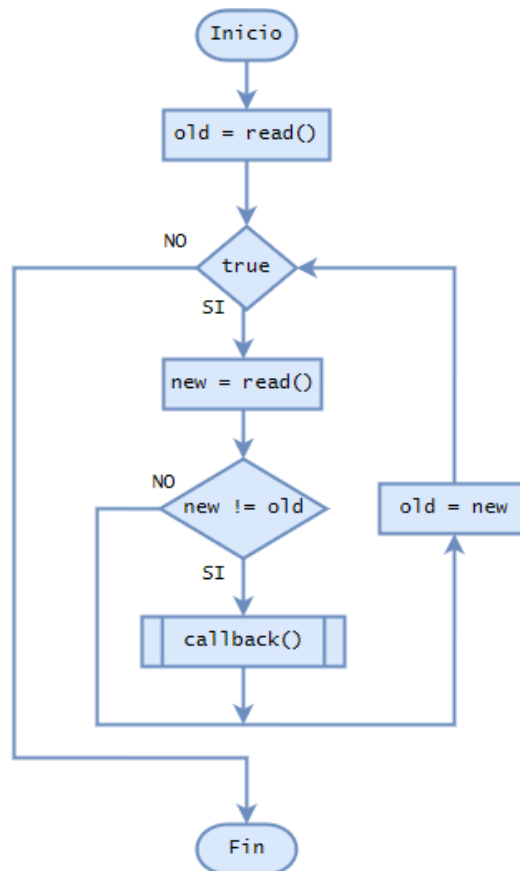 Inicio
old = read()
NO
true
SI
new = read()
NO
new != old
old = new
SI
callback()
Fin